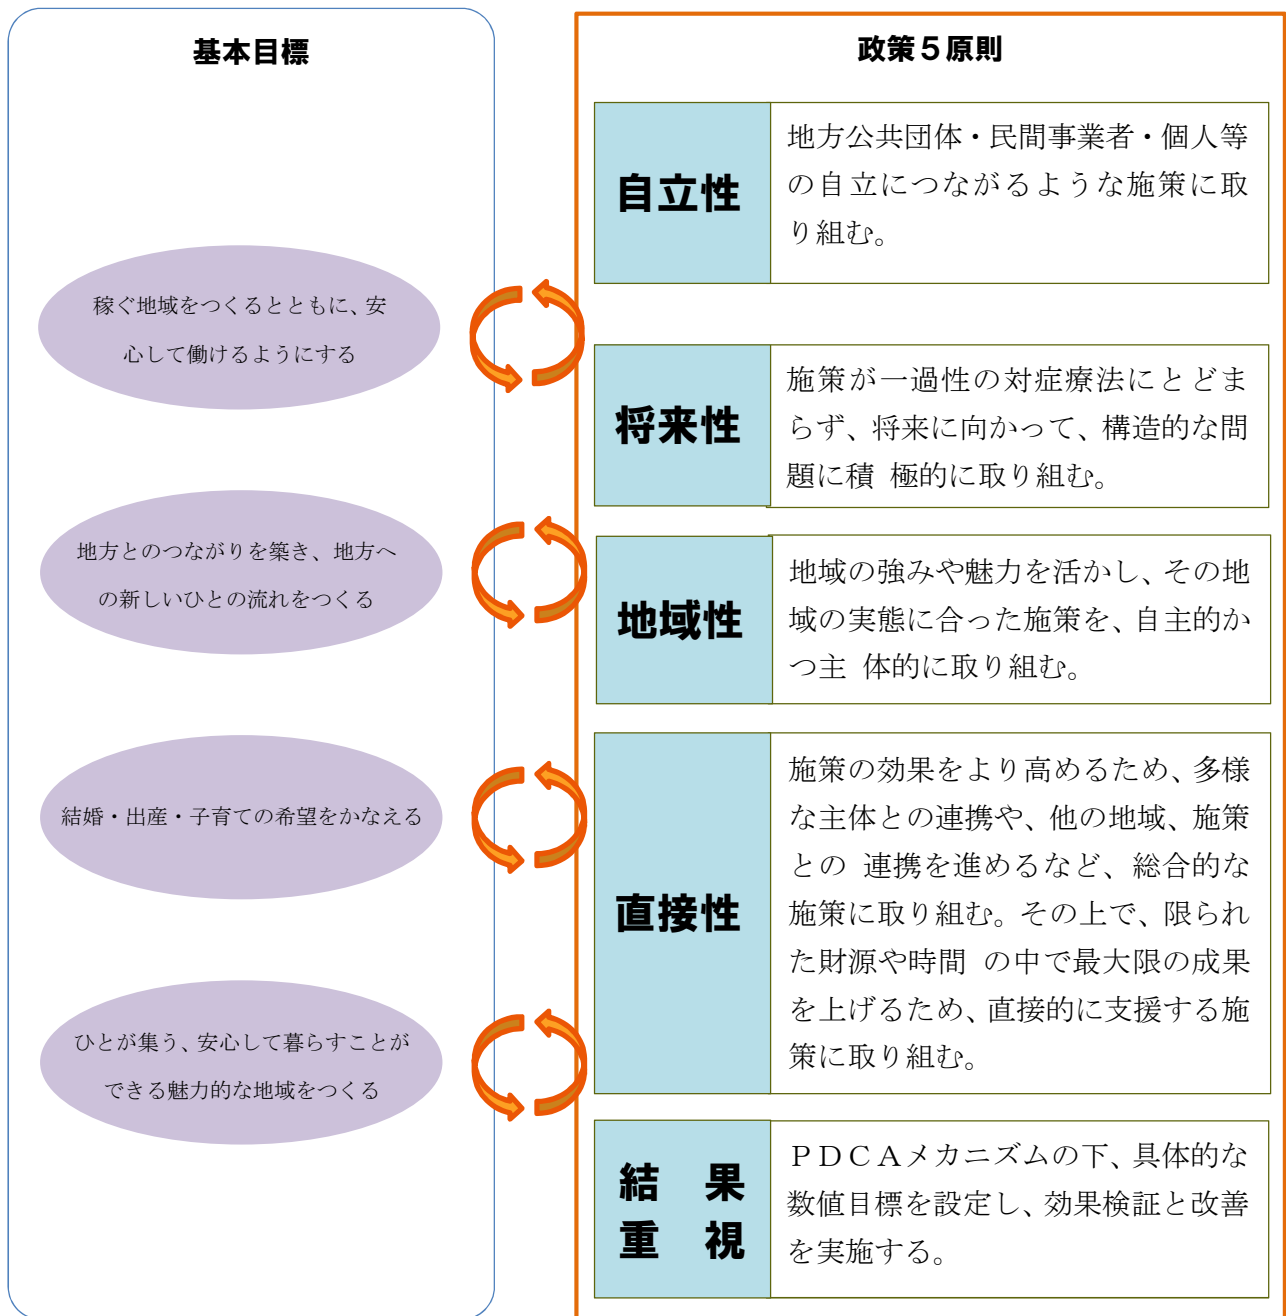 基本目標
稼ぐ地域をつくるとともに、安
心して働けるようにする
地方とのつながりを築き、地方へ
の新しいひとの流れをつくる
結婚・出産・子育ての希望をかなえる
ひとが集う、安心して暮らすことが
できる魅力的な地域をつくる
政策５原則
自立性
地方公共団体・民間事業者・個人等
の自立につながるような施策に取
り組む。
将来性
施策が一過性の対症療法にとどま
らず、将来に向かって、構造的な問
題に積 極的に取り組む。
地域性
地域の強みや魅力を活かし、その地
域の実態に合った施策を、自主的か
つ主 体的に取り組む。
直接性
施策の効果をより高めるため、多様
な主体との連携や、他の地域、施策
との 連携を進めるなど、総合的な
施策に取り組む。その上で、限られ
た財源や時間 の中で最大限の成果
を上げるため、直接的に支援する施
策に取り組む。
結　果
重　視
ＰＤＣＡメカニズムの下、具体的な
数値目標を設定し、効果検証と改善
を実施する。